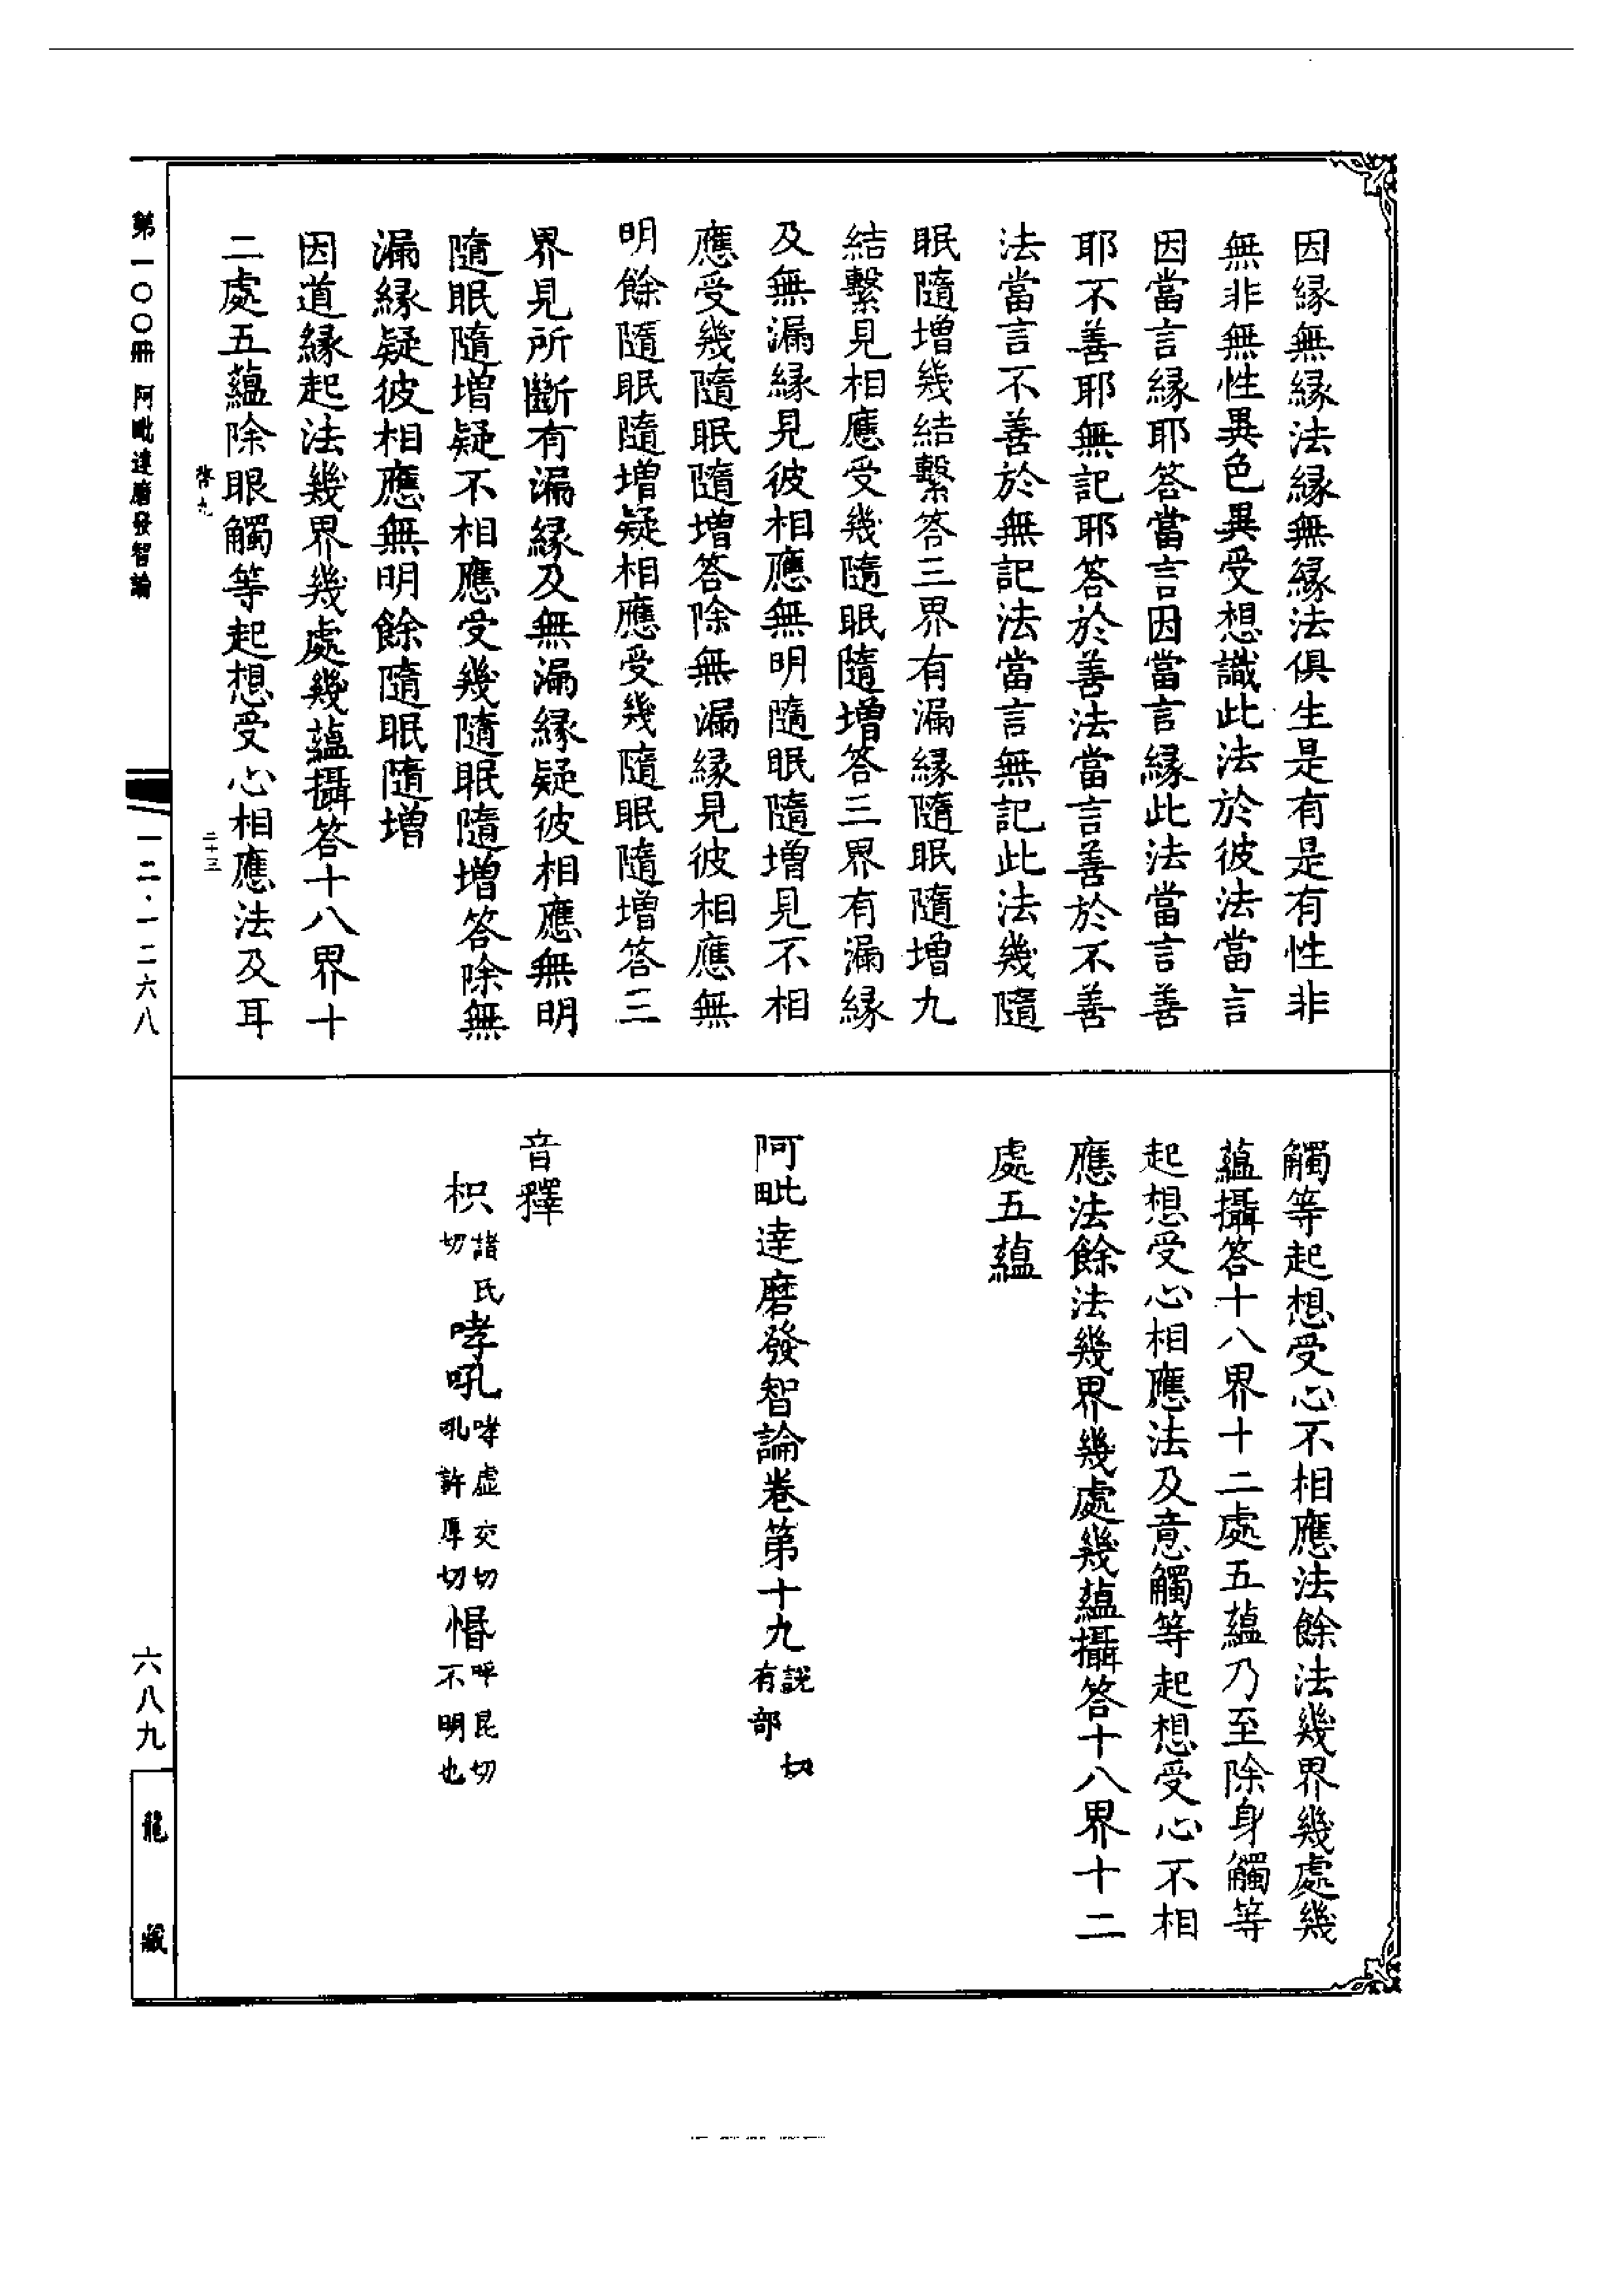 因緣無緣法緣無緣法俱生是有是有性非
無非無性異色異受想識此法於彼法當言
因當言緣耶答當言因當言緣此法當言善
耶不善耶無記耶答於善法當言善於不善
法當言不善於無記法當言無記此法幾隨
眠隨增幾結繫答三界有漏緣隨眠隨增九
結繫見相應受幾隨眠隨增答三界有漏緣
及無漏緣見彼相應無明隨眠隨增見不相
應受幾隨眠隨增答除無漏緣見彼相應無
明餘隨眠隨增疑相應受幾隨眠隨增答三
界見所斷有漏緣及無漏緣疑彼相應無明
隨眠隨增疑不相應受幾隨眠隨增答除無
漏緣疑彼相應無明餘隨眠隨增
因道緣起法幾界幾處幾蘊攝答十八界十
二處五蘊除眼觸等起想受心相應法及耳
二十三
觸等起想受心不相應法餘法幾界幾處幾
蘊攝答十八界十二處五蘊乃至除身觸等
起想受心相應法及意觸等起想受心不相
應法餘法幾界幾處幾蘊攝答十八界十二
處五蘊
阿毗達磨發智論卷第十九 說一切有部
音釋
枳 諸氏切 哮吼 哮虛交切吼許厚切 惛 呼昆切不明也
第一〇〇冊 阿毗達磨發智論
一二·一二六八
六八九
龍藏